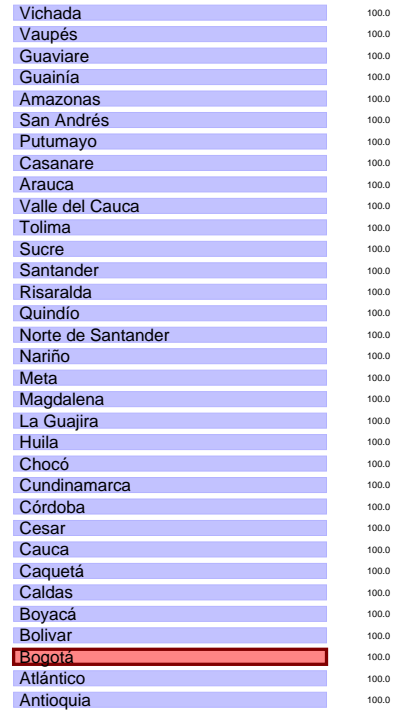 Vichada 100.0
Vaupés 100.0
Guaviare 100.0
Guainía 100.0
Amazonas 100.0
San Andrés 100.0
Putumayo 100.0
Casanare 100.0
Arauca 100.0
Valle del Cauca 100.0
Tolima 100.0
Sucre 100.0
Santander 100.0
Risaralda 100.0
Quindío 100.0
Norte de Santander 100.0
Nariño 100.0
Meta 100.0
Magdalena 100.0
La Guajira 100.0
Huila 100.0
Chocó 100.0
Cundinamarca 100.0
Córdoba 100.0
Cesar 100.0
Cauca 100.0
Caquetá 100.0
Caldas 100.0
Boyacá 100.0
Bolivar 100.0
Bogotá 100.0
Atlántico 100.0
Antioquia 100.0